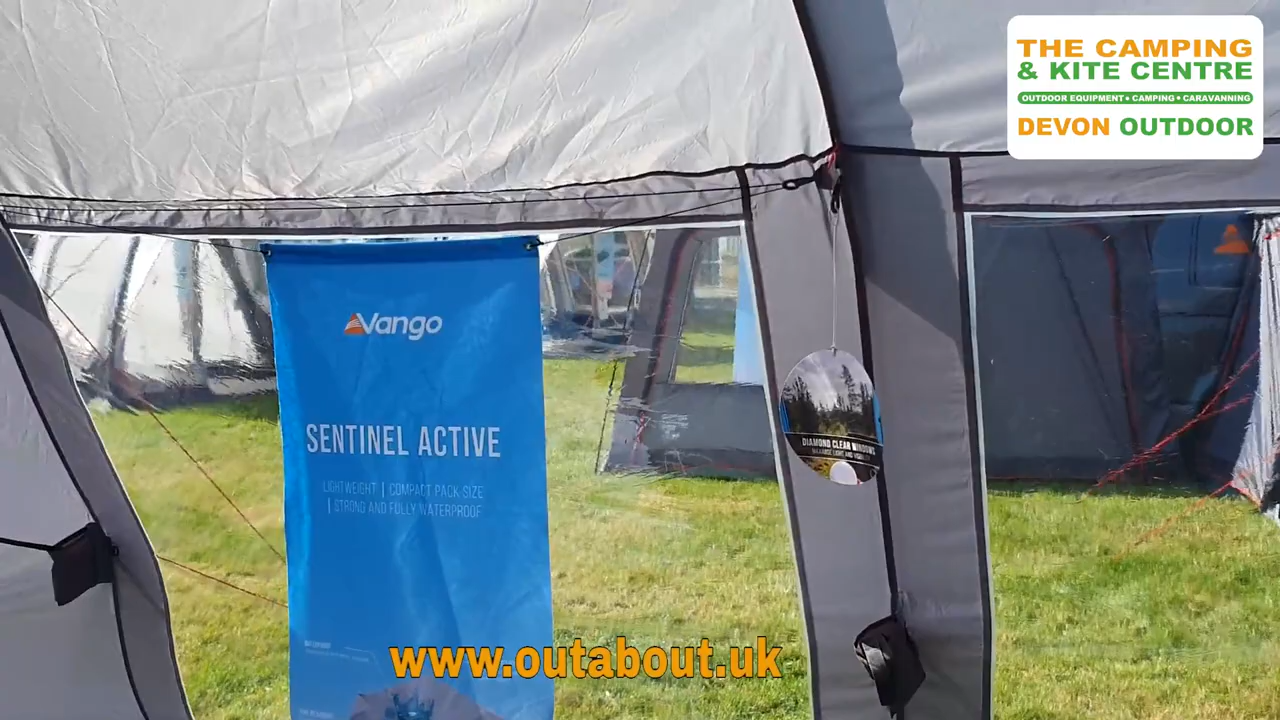 THE CAMPING
& KITE CENTRE
OUTDOOR EQUIPMENT • CAMPING • CARAVANNING
DEVON OUTDOOR
Vango
SENTINEL ACTIVE
LIGHTWEIGHT | COMPACT PACK SIZE
| STRONG AND FULLY WATERPROOF
DIAMOND CLEAR WINDOWS
www.outabout.uk